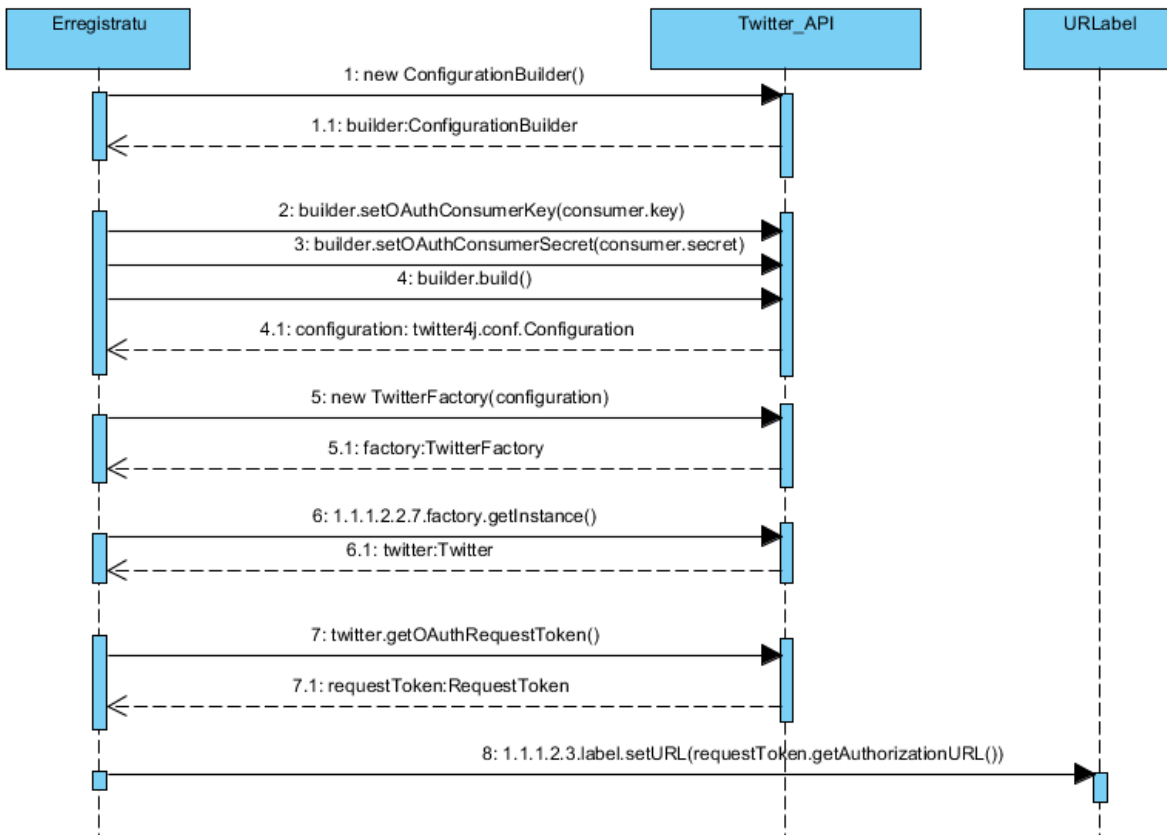 Erregistratu
Twitter_API
URLabel
1: new ConfigurationBuilder()
1.1: builder:ConfigurationBuilder
2: builder.setOAuthConsumerKey(consumer.key)
3: builder.setOAuthConsumerSecret(consumer.secret)
4: builder.build()
4.1: configuration: twitter4j.conf.Configuration
5: new TwitterFactory(configuration)
5.1: factory:TwitterFactory
6: 1.1.1.2.2.7.factory.getInstance()
6.1: twitter:Twitter
7: twitter.getOAuthRequestToken()
7.1: requestToken:RequestToken
8: 1.1.1.2.3.label.setURL(requestToken.getAuthorizationURL())